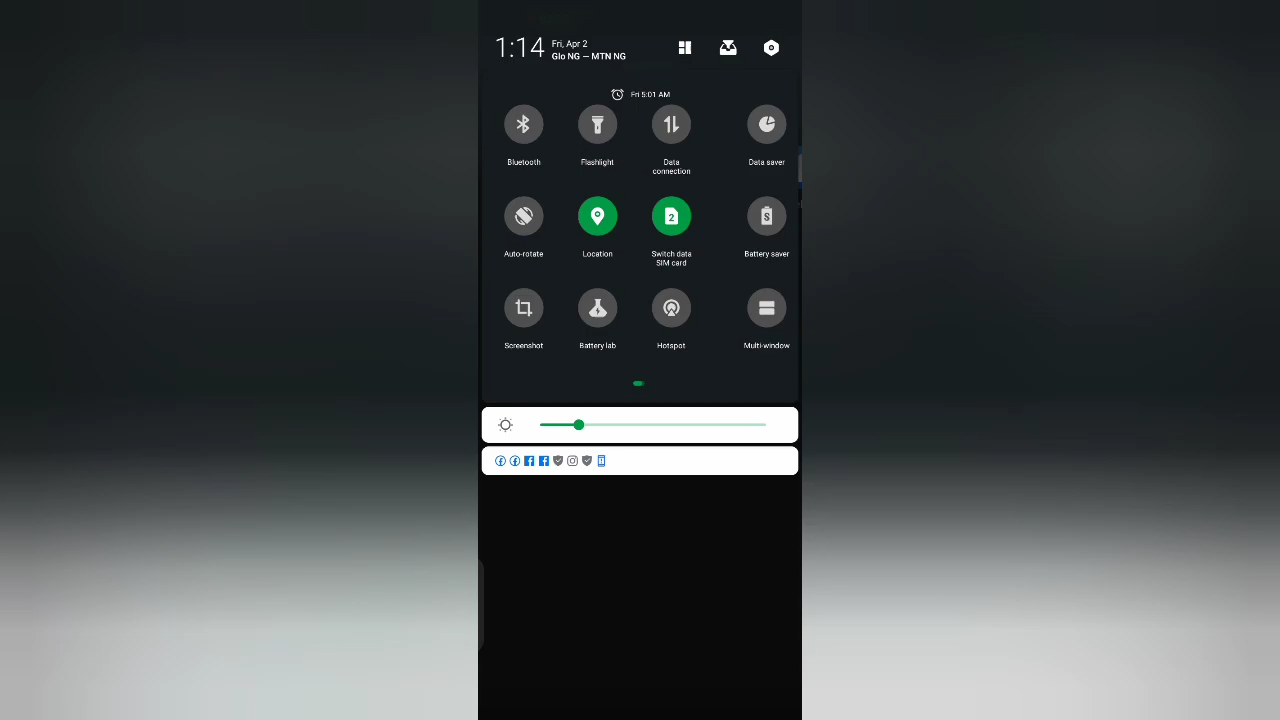 1:14
Fri, Apr 2
Glo NG — MTN NG
Fri 5:01 AM
Bluetooth
Flashlight
Data
connection
Data saver
2
S
Auto-rotate
Location
Switch data
SIM card
Battery saver
Screenshot
Battery lab
Hotspot
Multi-window